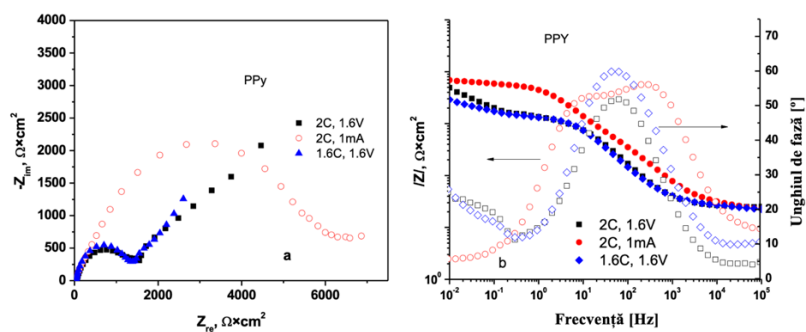 4000
3500
3000
2500
2000
1500
1000
500
0
-Z_im, Ω×cm²
PPy
2C, 1.6V
2C, 1mA
1.6C, 1.6V
a
0 2000 4000 6000
Z_re, Ω×cm²
/Z/, Ω×cm²
10⁰
PPY
2C, 1.6V
2C, 1mA
1.6C, 1.6V
b
10⁻² 10⁻¹ 10⁰ 10¹ 10² 10³ 10⁴ 10⁵
Frecvență [Hz]
70
60
50
40
30
20
10
0
Unghiul de fază [º]